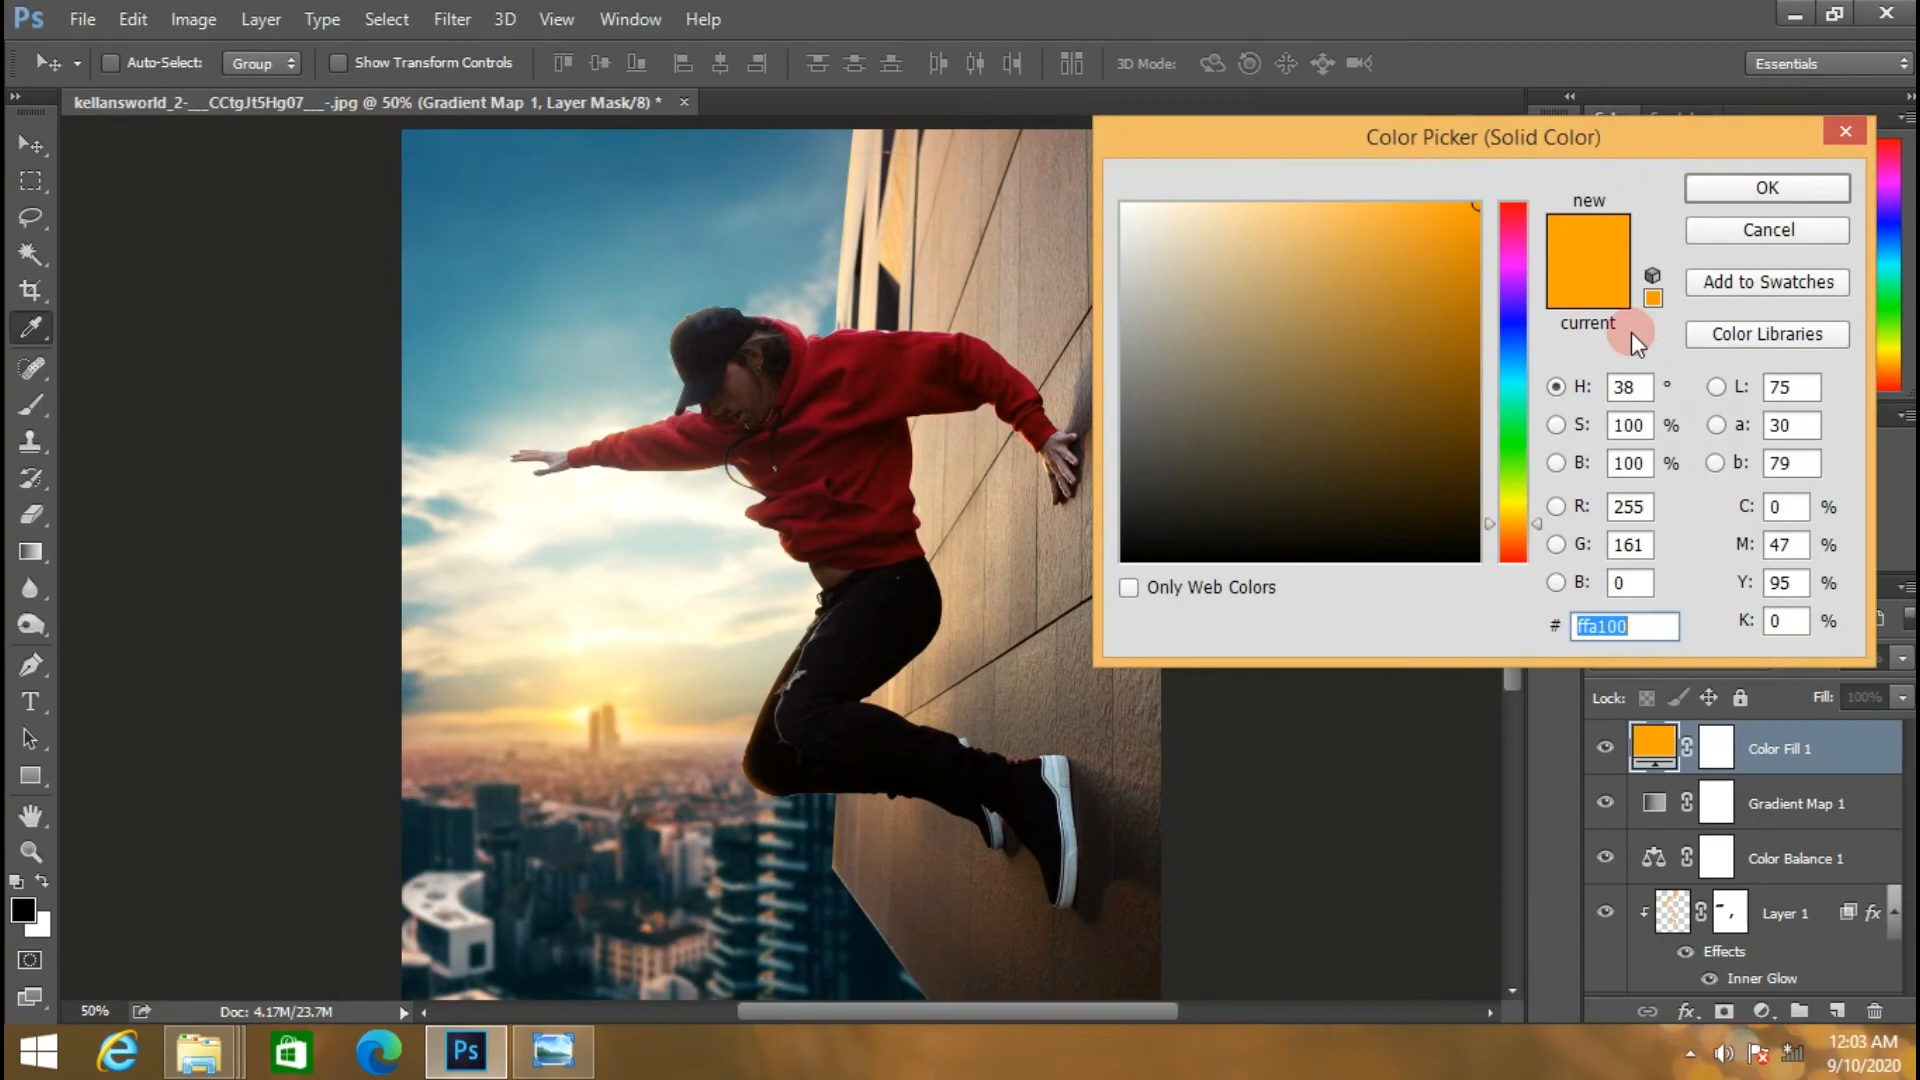 Ps File Edit Image Layer Type Select Filter 3D View Window Help
Auto-Select: Group Show Transform Controls 3D Mode: Essentials
kellansworld_2-___CCtgJt5Hg07___-.jpg @ 50% (Gradient Map 1, Layer Mask/8) *
Color Picker (Solid Color)
new
OK
Cancel
Add to Swatches
current
Color Libraries
H: 38 ° L: 75
S: 100 % a: 30
B: 100 % b: 79
R: 255 C: 0 %
G: 161 M: 47 %
B: 0 Y: 95 %
# ffa100 K: 0 %
Only Web Colors
Lock: Fill: 100%
Color Fill 1
Gradient Map 1
Color Balance 1
Layer 1 fx
Effects
Inner Glow
50% Doc: 4.17M/23.7M
fx
Ps
12:03 AM
9/10/2020